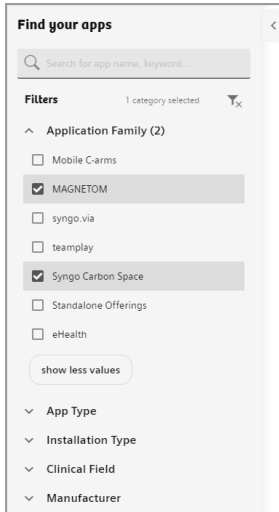 Find your apps
Search for app name, keyword...
Filters 1 category selected
Application Family (2)
Mobile C-arms
MAGNETOM
syngo.via
teamplay
Syngo Carbon Space
Standalone Offerings
eHealth
show less values
App Type
Installation Type
Clinical Field
Manufacturer